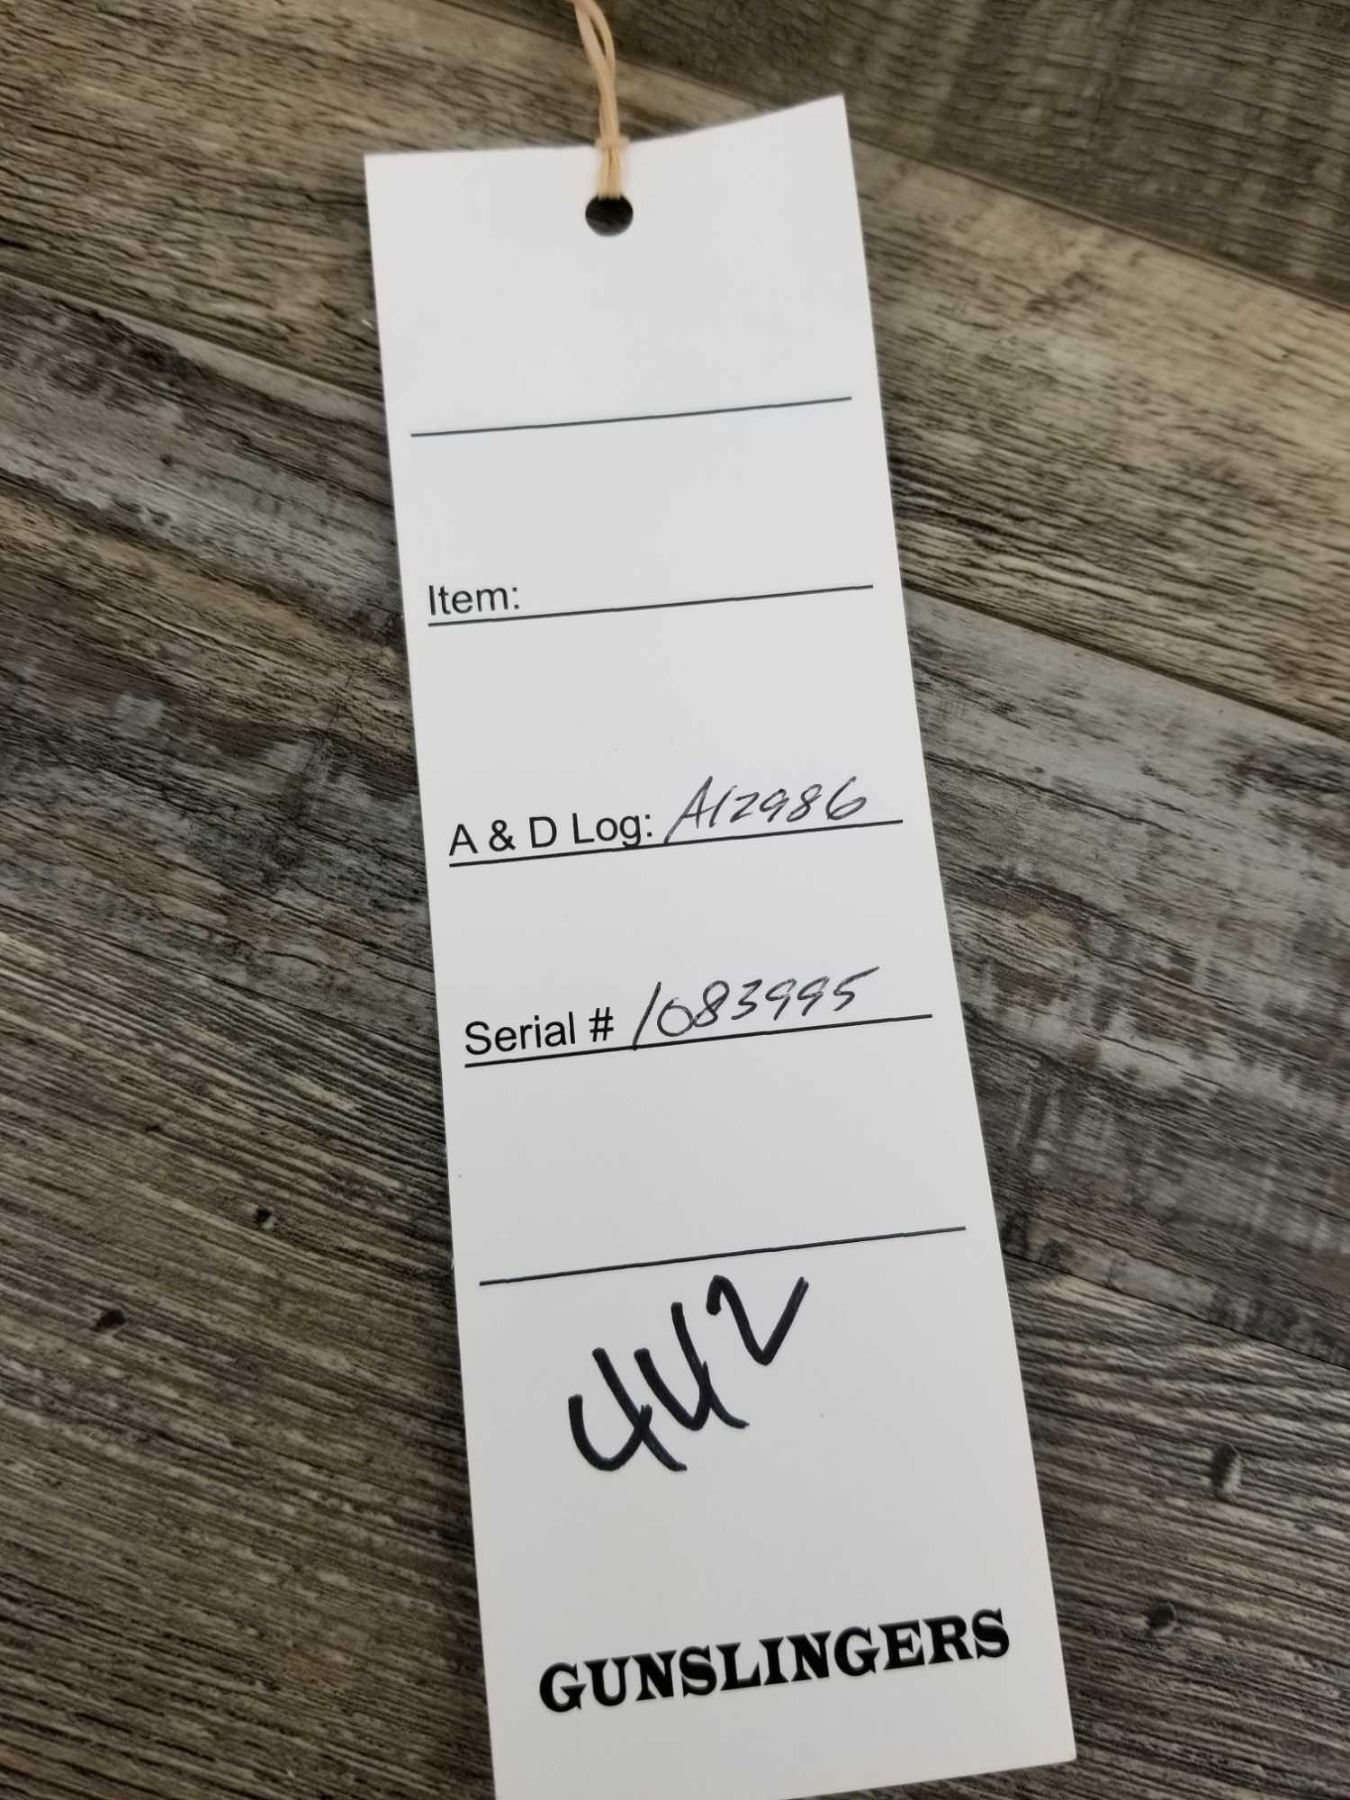 Item:
A & D Log: A12986
Serial # 1083995
442
GUNSLINGERS